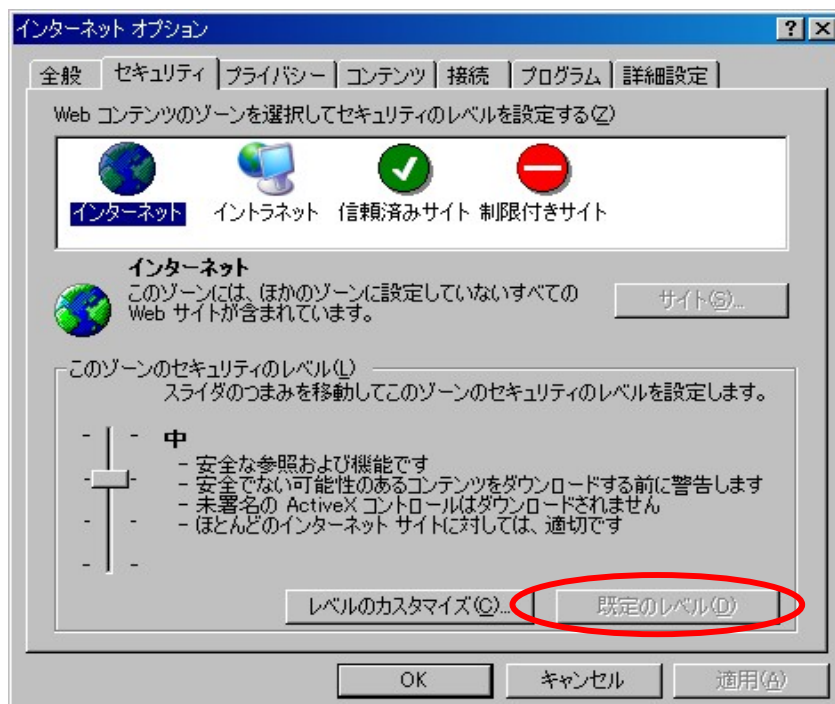 インターネット オプション
全般 セキュリティ プライバシー コンテンツ 接続 プログラム 詳細設定
Web コンテンツのゾーンを選択してセキュリティのレベルを設定する(Z)
インターネット イントラネット 信頼済みサイト 制限付きサイト
インターネット
このゾーンには、ほかのゾーンに設定していないすべての
Web サイトが含まれています。
サイト(S)...
このゾーンのセキュリティのレベル(L)
スライダのつまみを移動してこのゾーンのセキュリティのレベルを設定します。
中
- 安全な参照および機能です
- 安全でない可能性のあるコンテンツをダウンロードする前に警告します
- 未署名の ActiveX コントロールはダウンロードされません
- ほとんどのインターネット サイトに対しては、適切です
レベルのカスタマイズ(C)... 既定のレベル(D)
OK キャンセル 適用(A)